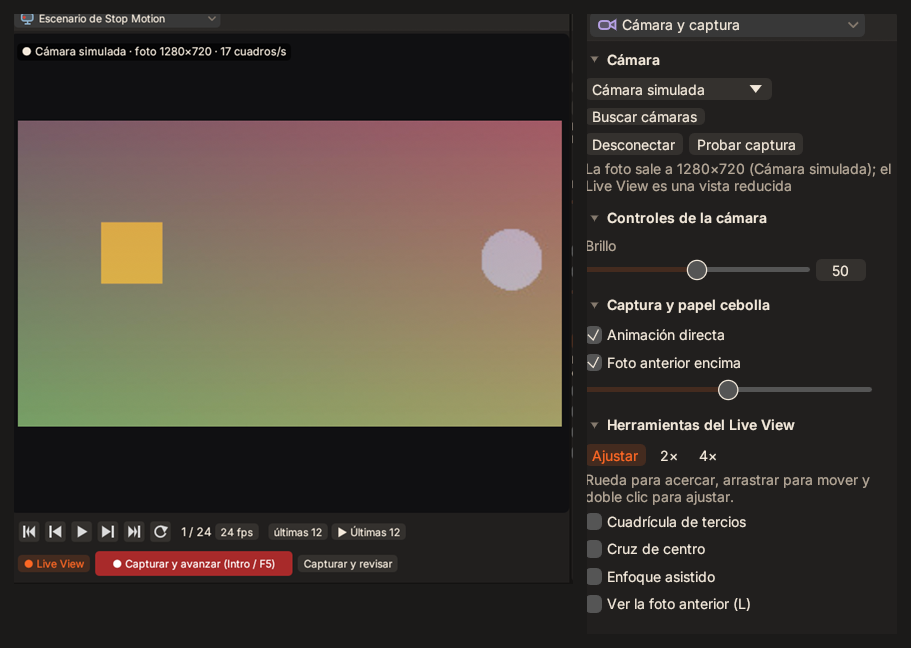 Escenario de Stop Motion
Cámara simulada · foto 1280×720 · 17 cuadros/s
1 / 24
24 fps
últimas 12
Últimas 12
Live View
Capturar y avanzar (Intro / F5)
Capturar y revisar
Cámara y captura
Cámara
Cámara simulada
Buscar cámaras
Desconectar
Probar captura
La foto sale a 1280×720 (Cámara simulada); el
Live View es una vista reducida
Controles de la cámara
Brillo
50
Captura y papel cebolla
Animación directa
Foto anterior encima
Herramientas del Live View
Ajustar 2× 4×
Rueda para acercar, arrastrar para mover y
doble clic para ajustar.
Cuadrícula de tercios
Cruz de centro
Enfoque asistido
Ver la foto anterior (L)